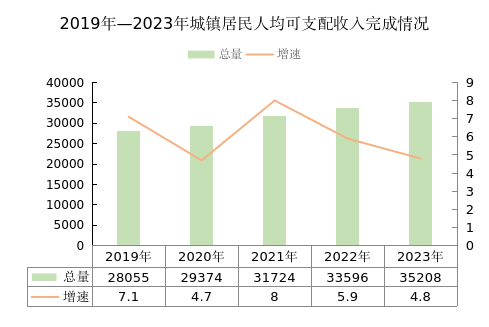 2019年—2023年城镇居民人均可支配收入完成情况
总量 增速
40000 9
35000 8
30000 7
25000 6
20000 5
15000 4
10000 3
5000 2
0 1
0
2019年 2020年 2021年 2022年 2023年
总量 28055 29374 31724 33596 35208
增速 7.1 4.7 8 5.9 4.8